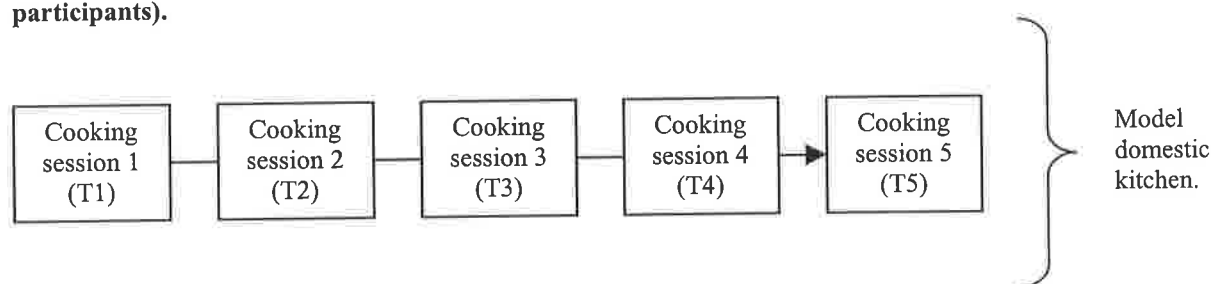 participants).
Cooking
session 1
(T1)
Cooking
session 2
(T2)
Cooking
session 3
(T3)
Cooking
session 4
(T4)
Cooking
session 5
(T5)
Model
domestic
kitchen.